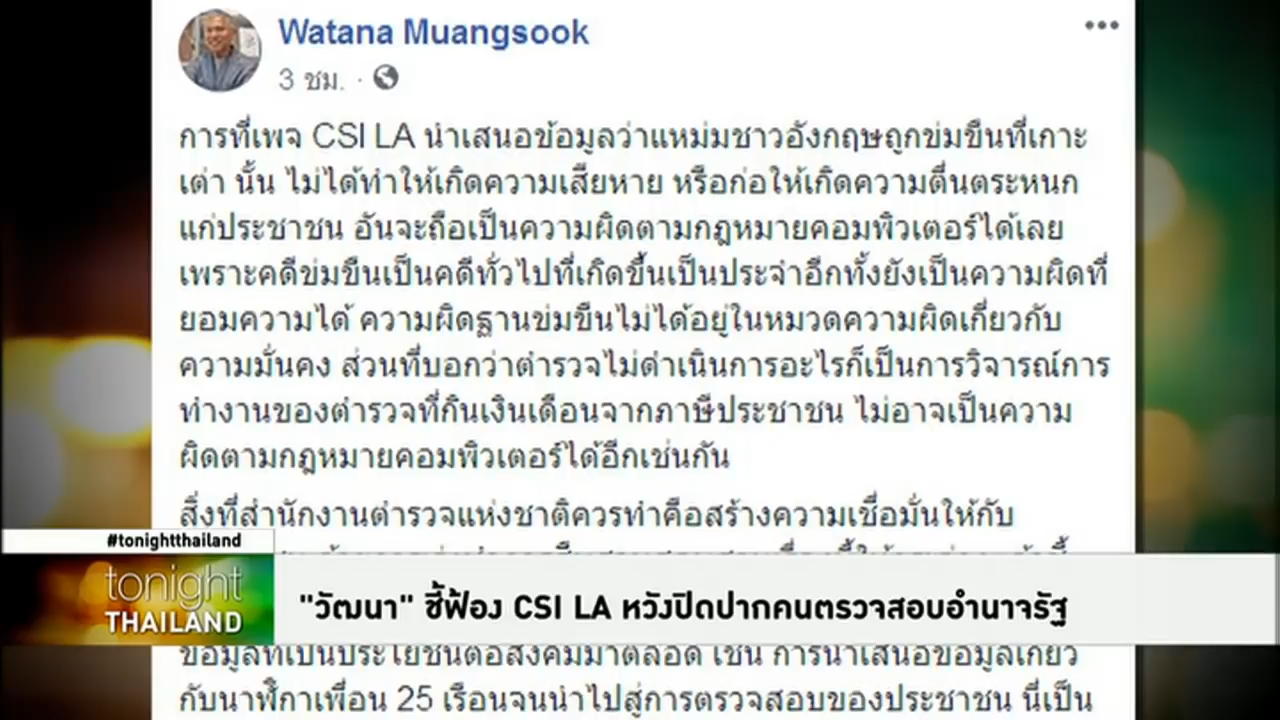 Watana Muangsook
3 ชม.
การที่เพจ CSI LA นำเสนอข้อมูลว่าแหม่มชาวอังกฤษถูกข่มขืนที่เกาะ
เต่า นั้น ไม่ได้ทำให้เกิดความเสียหาย หรือก่อให้เกิดความตื่นตระหนก
แก่ประชาชน อันจะถือเป็นความผิดตามกฎหมายคอมพิวเตอร์ได้เลย
เพราะคดีข่มขืนเป็นคดีทั่วไปที่เกิดขึ้นเป็นประจำอีกทั้งยังเป็นความผิดที่
ยอมความได้ ความผิดฐานข่มขืนไม่ได้อยู่ในหมวดความผิดเกี่ยวกับ
ความมั่นคง ส่วนที่บอกว่าตำรวจไม่ดำเนินการอะไรก็เป็นการวิจารณ์การ
ทำงานของตำรวจที่กินเงินเดือนจากภาษีประชาชน ไม่อาจเป็นความ
ผิดตามกฎหมายคอมพิวเตอร์ได้อีกเช่นกัน
สิ่งที่สำนักงานตำรวจแห่งชาติควรทำคือสร้างความเชื่อมั่นให้กับ
#tonightthailand
tonight
THAILAND
"วัฒนา" ชี้ฟ้อง CSI LA หวังปิดปากคนตรวจสอบอำนาจรัฐ
ข้อมูลที่เป็นประโยชน์ต่อสังคมมาตลอด เช่น การนำเสนอข้อมูลเกี่ยว
กับนาฬิกาเพื่อน 25 เรือนจนนำไปสู่การตรวจสอบของประชาชน นี่เป็น